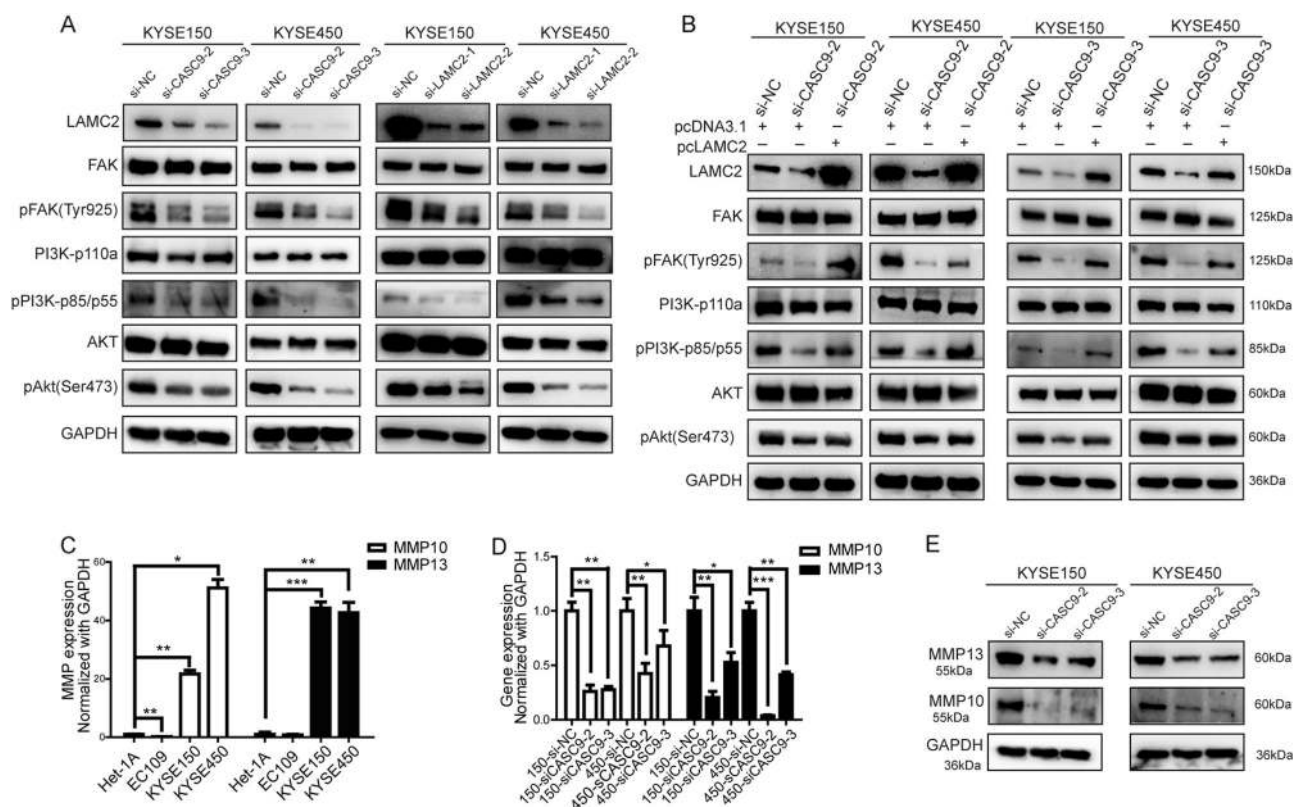 A
KYSE150 KYSE450 KYSE150 KYSE450
si-NC si-CASC9-2 si-CASC9-3 si-NC si-CASC9-2 si-CASC9-3 si-NC si-LAMC2-1 si-LAMC2-2 si-NC si-LAMC2-1 si-LAMC2-2
LAMC2
FAK
pFAK(Tyr925)
PI3K-p110a
pPI3K-p85/p55
AKT
pAkt(Ser473)
GAPDH
B
KYSE150 KYSE450 KYSE150 KYSE450
si-NC si-CASC9-2 si-CASC9-2 si-NC si-CASC9-2 si-CASC9-2 si-NC si-CASC9-3 si-CASC9-3 si-NC si-CASC9-3 si-CASC9-3
pcDNA3.1 + + − + + − + + − + + −
pcLAMC2 − − + − − + − − + − − +
LAMC2 150kDa
FAK 125kDa
pFAK(Tyr925) 125kDa
PI3K-p110a 110kDa
pPI3K-p85/p55 85kDa
AKT 60kDa
pAkt(Ser473) 60kDa
GAPDH 36kDa
C
MMP expression
Normalized with GAPDH
60
40
20
0
* ** ** ** ***
MMP10
MMP13
Het-1A EC109 KYSE150 KYSE450 Het-1A EC109 KYSE150 KYSE450
D
Gene expression
Normalized with GAPDH
1.5
1.0
0.5
0.0
** ** * ** * ** ** ***
MMP10
MMP13
150-si-NC 150-siCASC9-2 150-siCASC9-3 450-si-NC 450-sCASC9-2 450-siCASC9-3 150-si-NC 150-siCASC9-2 150-siCASC9-3 450-si-NC 450-siCASC9-2 450-siCASC9-3
E
KYSE150 KYSE450
si-NC si-CASC9-2 si-CASC9-3 si-NC si-CASC9-2 si-CASC9-3
MMP13 60kDa
55kDa
MMP10 60kDa
55kDa
GAPDH 36kDa
36kDa